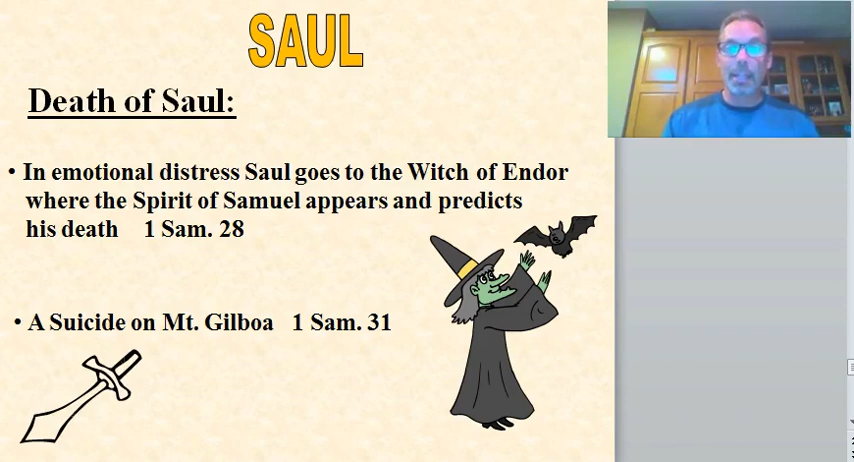 SAUL
Death of Saul:
• In emotional distress Saul goes to the Witch of Endor
where the Spirit of Samuel appears and predicts
his death 1 Sam. 28
• A Suicide on Mt. Gilboa 1 Sam. 31